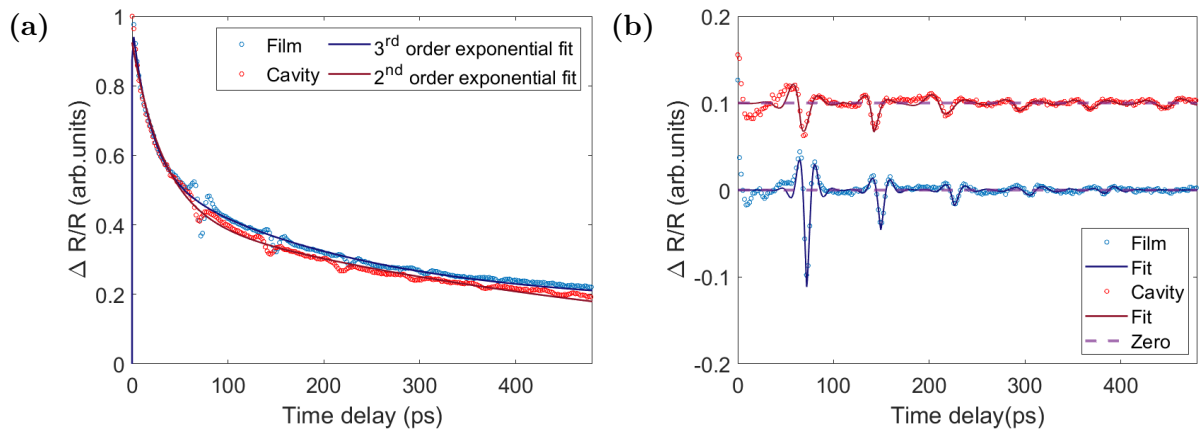 (a)
1
0.8
0.6
0.4
0.2
0
Δ R/R (arb.units)
Film
Cavity
3rd order exponential fit
2nd order exponential fit
0 100 200 300 400
Time delay (ps)
(b)
0.2
0.1
0
-0.1
-0.2
Δ R/R (arb.units)
Film
Fit
Cavity
Fit
Zero
0 100 200 300 400
Time delay(ps)